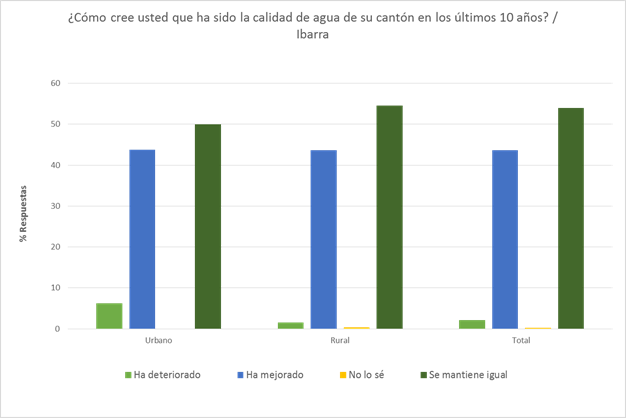 ¿Cómo cree usted que ha sido la calidad de agua de su cantón en los últimos 10 años? /
Ibarra
60
50
40
30
20
10
0
% Respuestas
Urbano Rural Total
Ha deteriorado Ha mejorado No lo sé Se mantiene igual